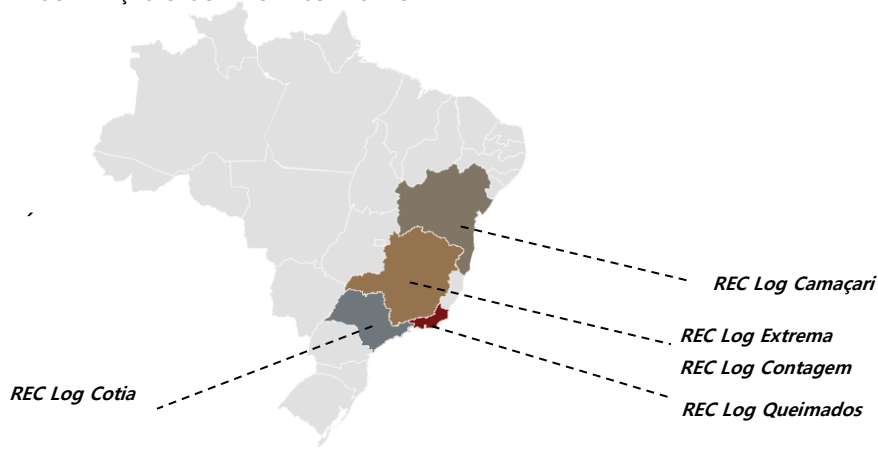 REC Log Camaçari
REC Log Extrema
REC Log Contagem
REC Log Cotia
REC Log Queimados